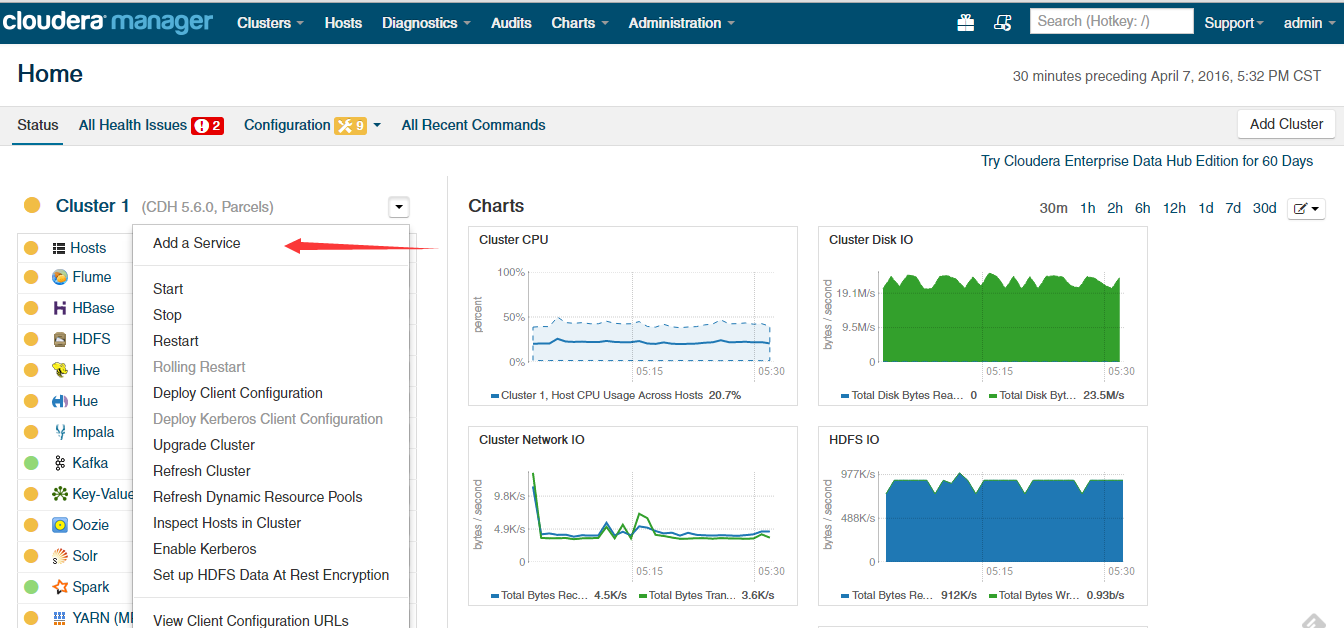 cloudera manager Clusters Hosts Diagnostics Audits Charts Administration Search (Hotkey: /) Support admin
Home
30 minutes preceding April 7, 2016, 5:32 PM CST
Status All Health Issues 2 Configuration 9 All Recent Commands Add Cluster
Try Cloudera Enterprise Data Hub Edition for 60 Days
Cluster 1 (CDH 5.6.0, Parcels)
Hosts
Flume
HBase
HDFS
Hive
Hue
Impala
Kafka
Key-Value
Oozie
Solr
Spark
YARN (MR
Add a Service
Start
Stop
Restart
Rolling Restart
Deploy Client Configuration
Deploy Kerberos Client Configuration
Upgrade Cluster
Refresh Cluster
Refresh Dynamic Resource Pools
Inspect Hosts in Cluster
Enable Kerberos
Set up HDFS Data At Rest Encryption
View Client Configuration URLs
Charts
30m 1h 2h 6h 12h 1d 7d 30d
Cluster CPU
percent
100%
50%
0%
05:15 05:30
Cluster 1, Host CPU Usage Across Hosts 20.7%
Cluster Disk IO
bytes / second
19.1M/s
9.5M/s
0
05:15 05:30
Total Disk Bytes Rea... 0 Total Disk Byt... 23.5M/s
Cluster Network IO
bytes / second
9.8K/s
4.9K/s
0
05:15 05:30
Total Bytes Rec... 4.5K/s Total Bytes Tran... 3.6K/s
HDFS IO
bytes / second
977K/s
488K/s
0
05:15 05:30
Total Bytes Re... 912K/s Total Bytes Wr... 0.93b/s